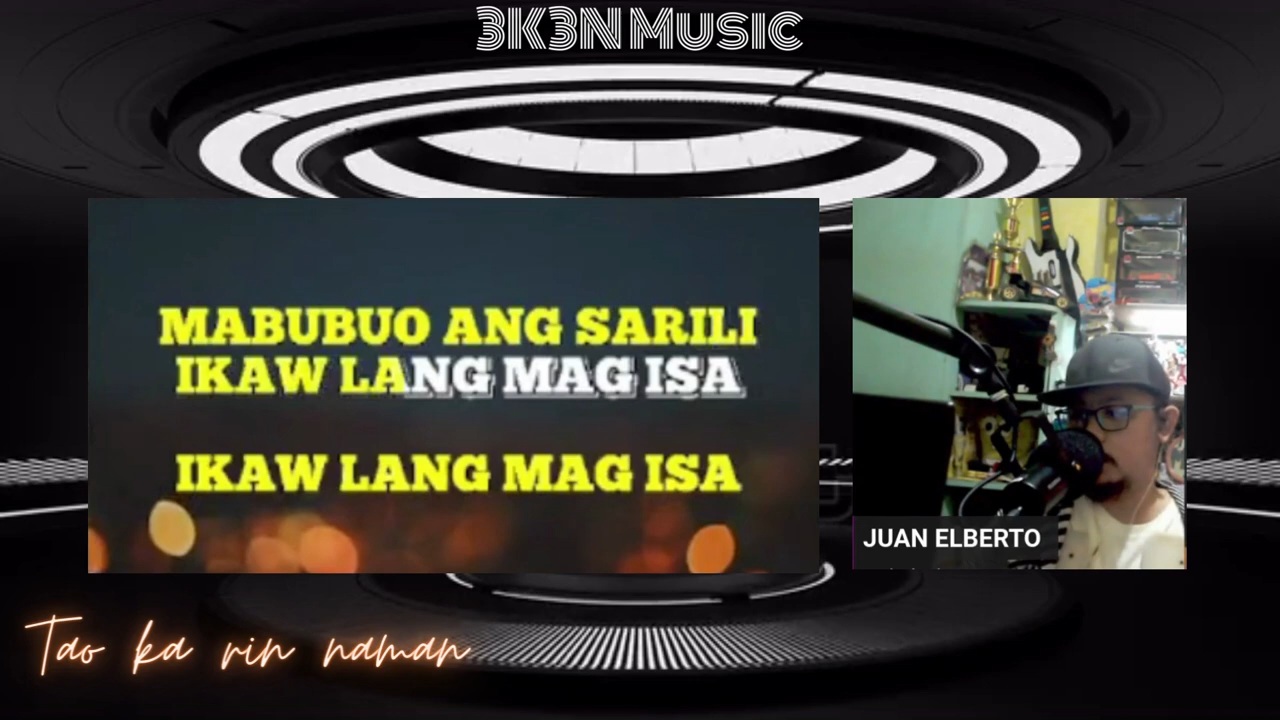 3K3N MUSIC
MABUBUO ANG SARILI
IKAW LANG MAG ISA
IKAW LANG MAG ISA
JUAN ELBERTO
Tao ka rin naman